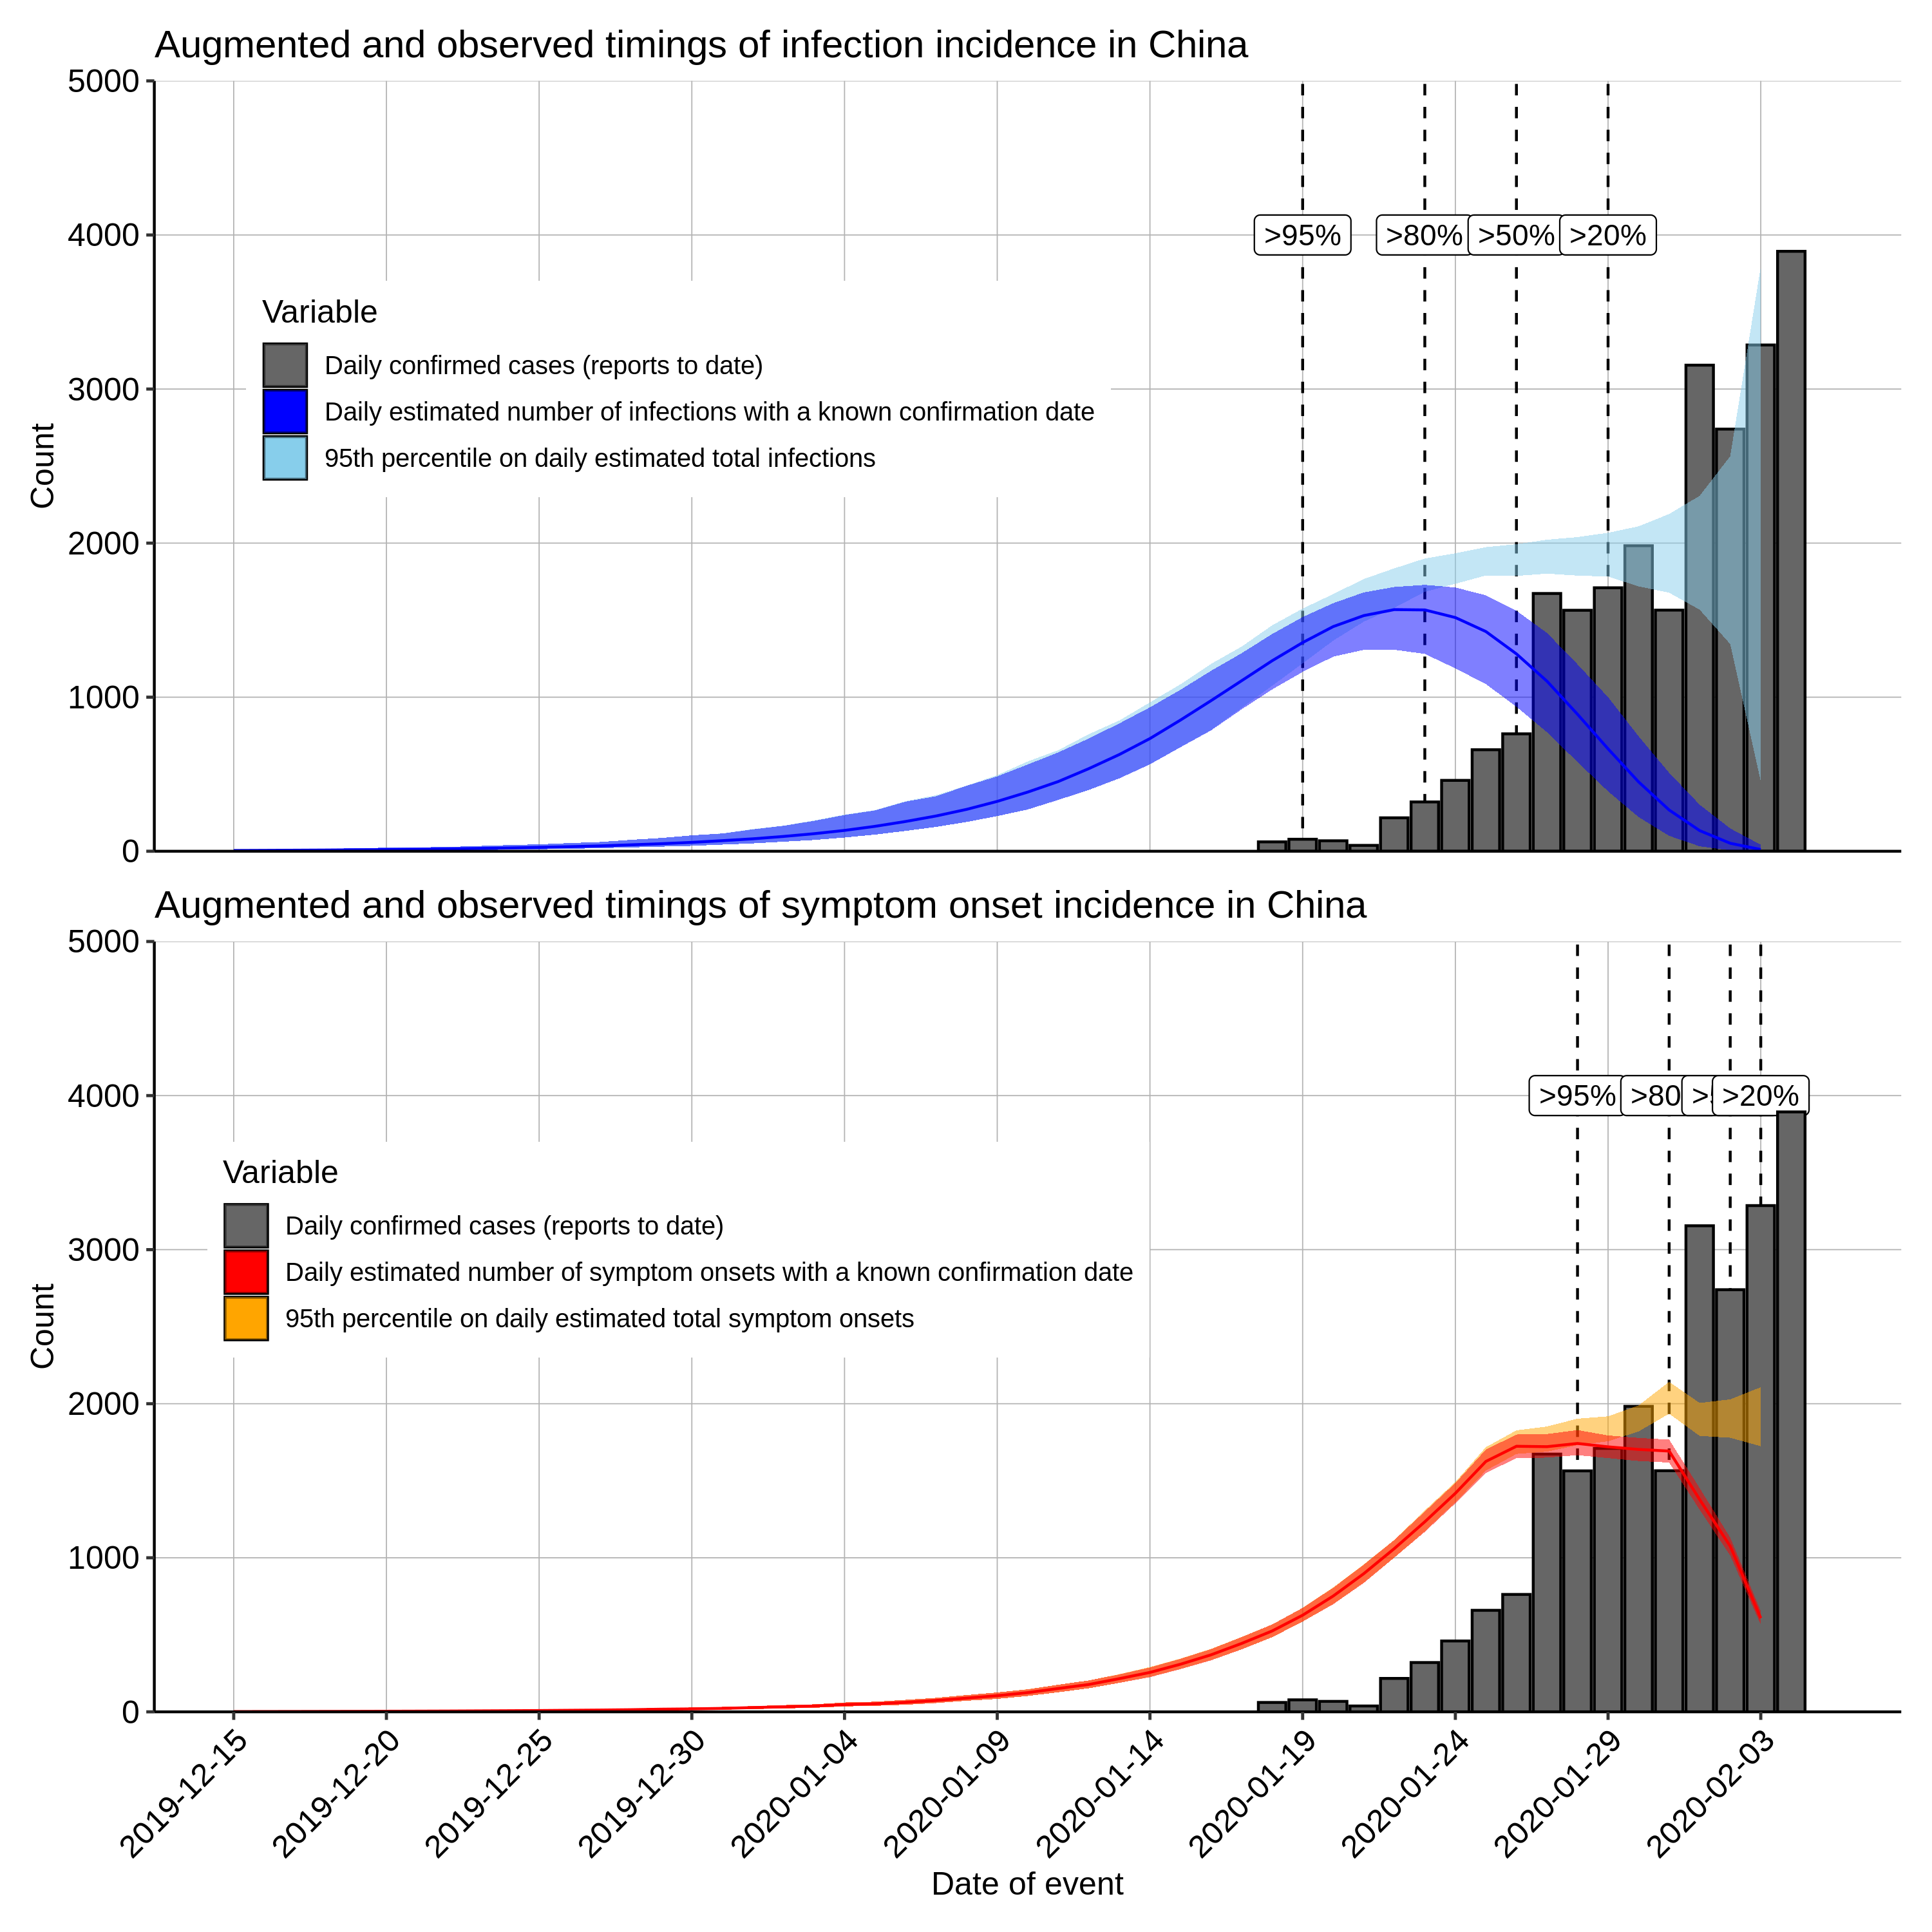 Augmented and observed timings of infection incidence in China
5000
4000
3000
2000
1000
0
Count
>95% >80% >50% >20%
Variable
Daily confirmed cases (reports to date)
Daily estimated number of infections with a known confirmation date
95th percentile on daily estimated total infections
Augmented and observed timings of symptom onset incidence in China
5000
4000
3000
2000
1000
0
Count
>95% >80 > >20%
Variable
Daily confirmed cases (reports to date)
Daily estimated number of symptom onsets with a known confirmation date
95th percentile on daily estimated total symptom onsets
2019-12-15
2019-12-20
2019-12-25
2019-12-30
2020-01-04
2020-01-09
2020-01-14
2020-01-19
2020-01-24
2020-01-29
2020-02-03
Date of event